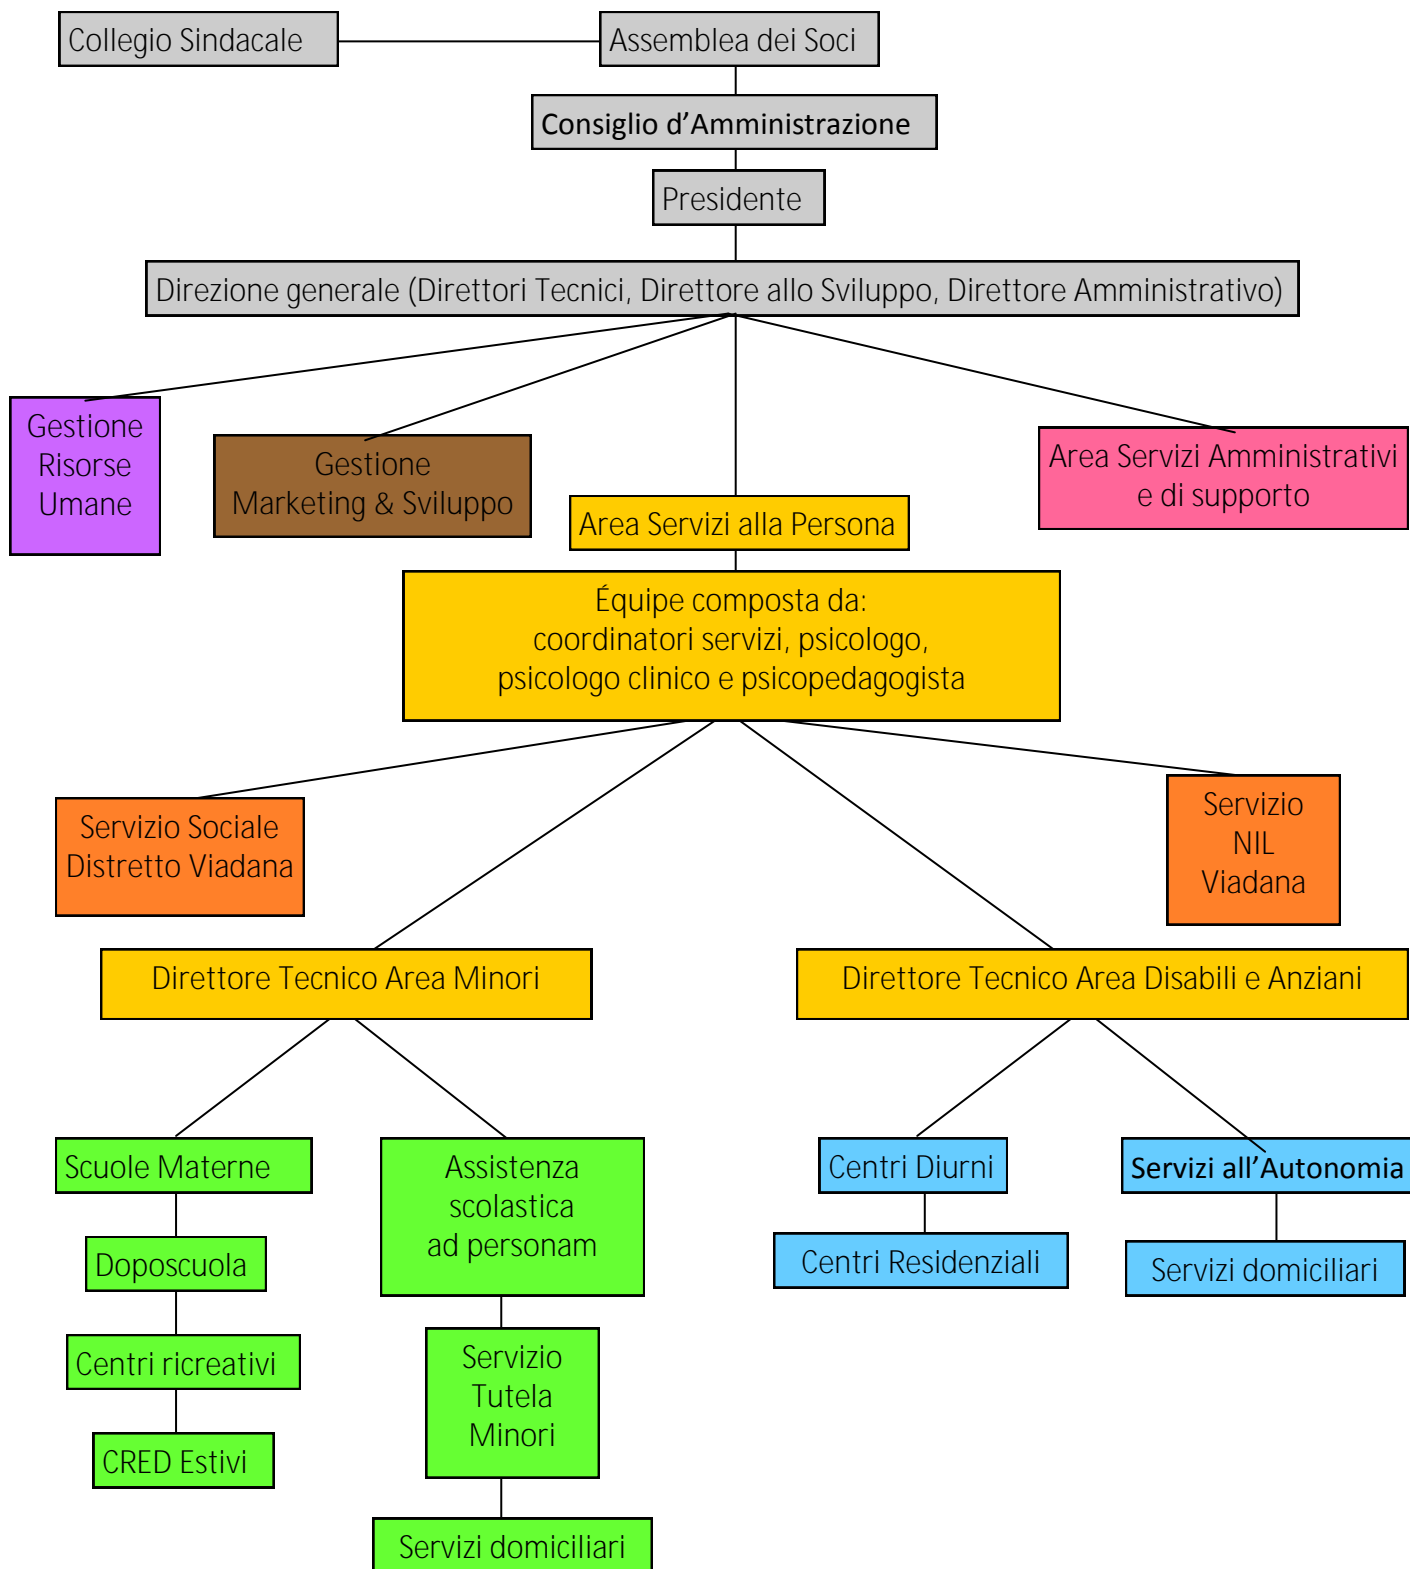 Collegio Sindacale
Assemblea dei Soci
Consiglio d’Amministrazione
Presidente
Direzione generale (Direttori Tecnici, Direttore allo Sviluppo, Direttore Amministrativo)
Gestione
Risorse
Umane
Gestione
Marketing & Sviluppo
Area Servizi alla Persona
Area Servizi Amministrativi
e di supporto
Équipe composta da:
coordinatori servizi, psicologo,
psicologo clinico e psicopedagogista
Servizio Sociale
Distretto Viadana
Servizio
NIL
Viadana
Direttore Tecnico Area Minori
Direttore Tecnico Area Disabili e Anziani
Scuole Materne
Doposcuola
Centri ricreativi
CRED Estivi
Assistenza
scolastica
ad personam
Servizio
Tutela
Minori
Servizi domiciliari
Centri Diurni
Centri Residenziali
Servizi all’Autonomia
Servizi domiciliari